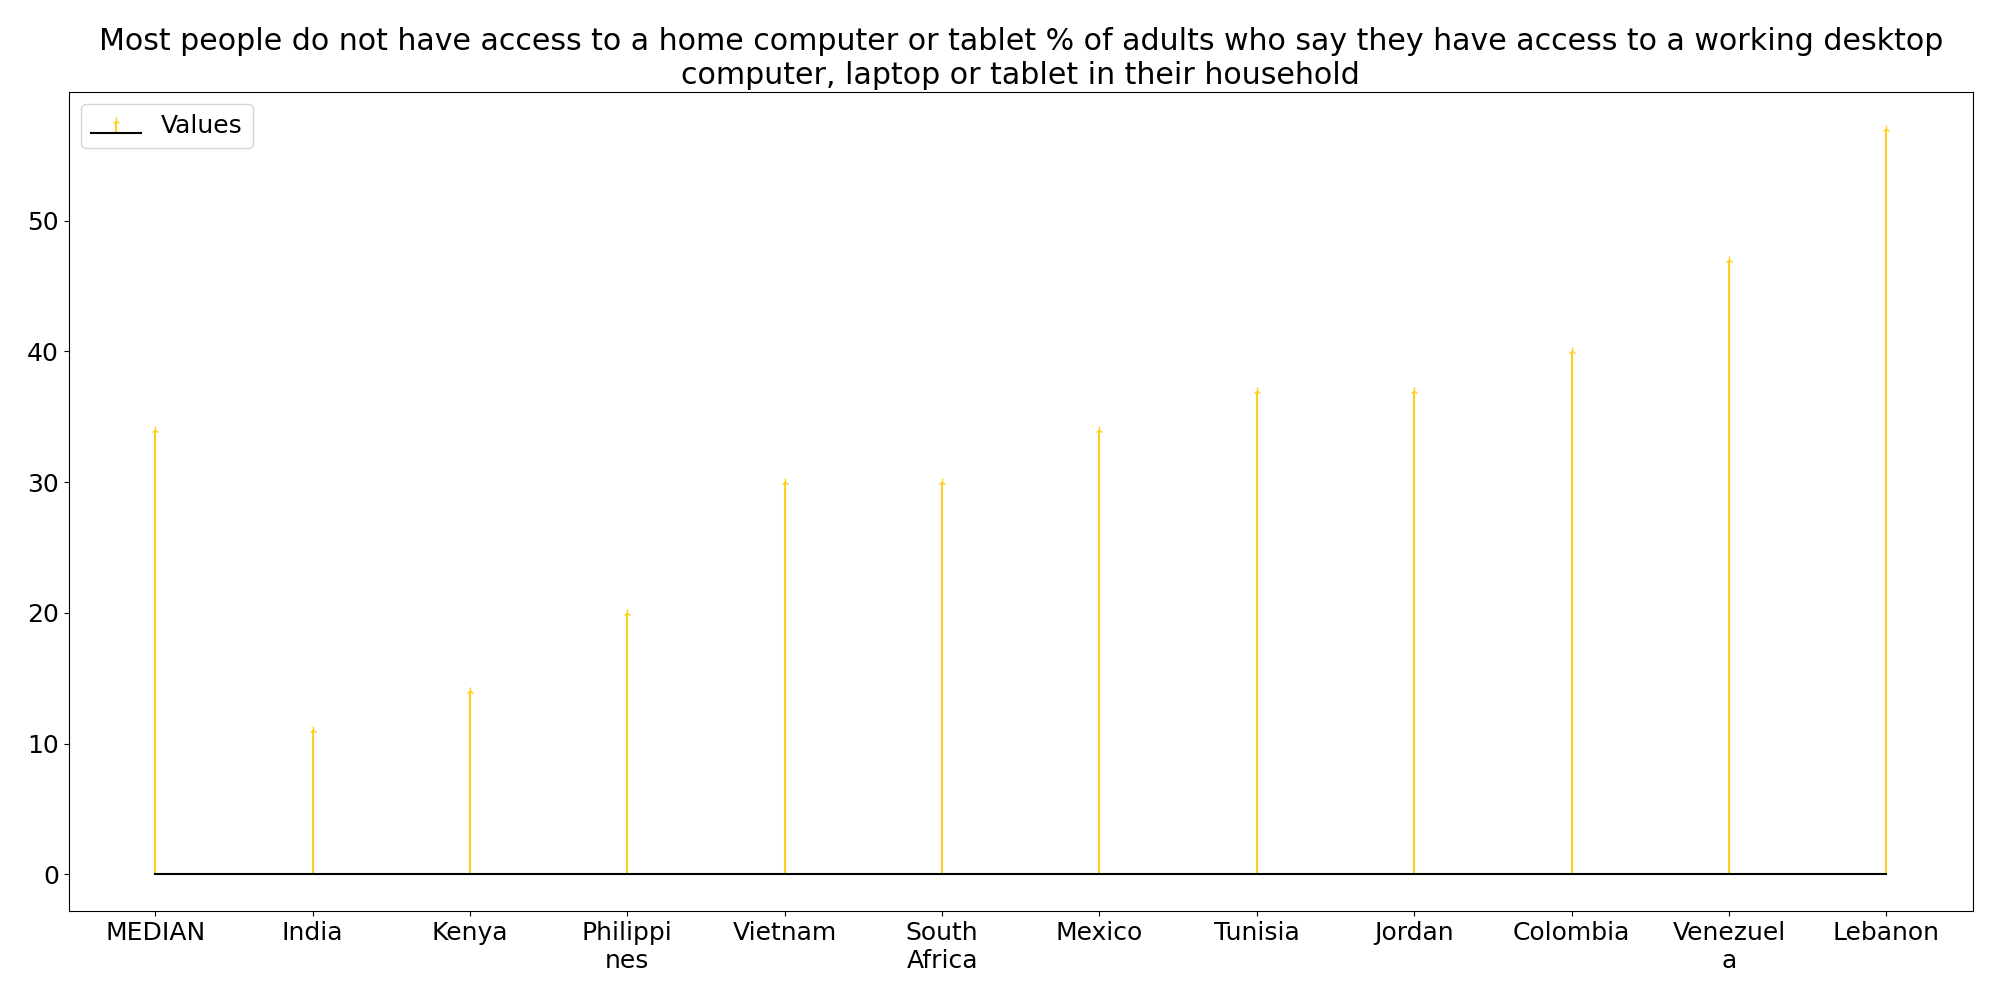 Most people do not have access to a home computer or tablet % of adults who say they have access to a working desktop
computer, laptop or tablet in their household
Values
50
40
30
20
10
0
MEDIAN
India
Kenya
Philippi
nes
Vietnam
South
Africa
Mexico
Tunisia
Jordan
Colombia
Venezuel
a
Lebanon